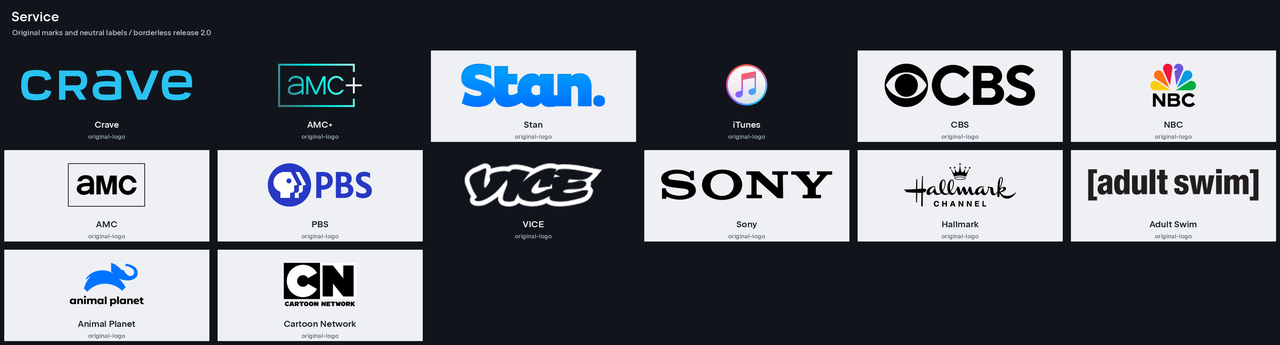 Service
Original marks and neutral labels / borderless release 2.0
CRAVE
aMC+
Stan.
CBS
NBC
Crave
AMC+
Stan
iTunes
CBS
NBC
original-logo
original-logo
original-logo
original-logo
original-logo
original-logo
aMC
PBS
VICE
SONY
Hallmark
CHANNEL
[adult swim]
AMC
PBS
VICE
Sony
Hallmark
Adult Swim
original-logo
original-logo
original-logo
original-logo
original-logo
original-logo
animal planet
CN
CARTOON NETWORK
Animal Planet
Cartoon Network
original-logo
original-logo